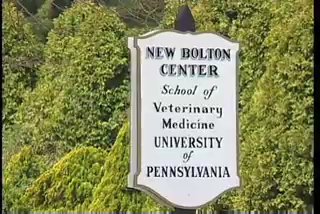 NEW BOLTON
CENTER
School of
Veterinary
Medicine
UNIVERSITY
of
PENNSYLVANIA